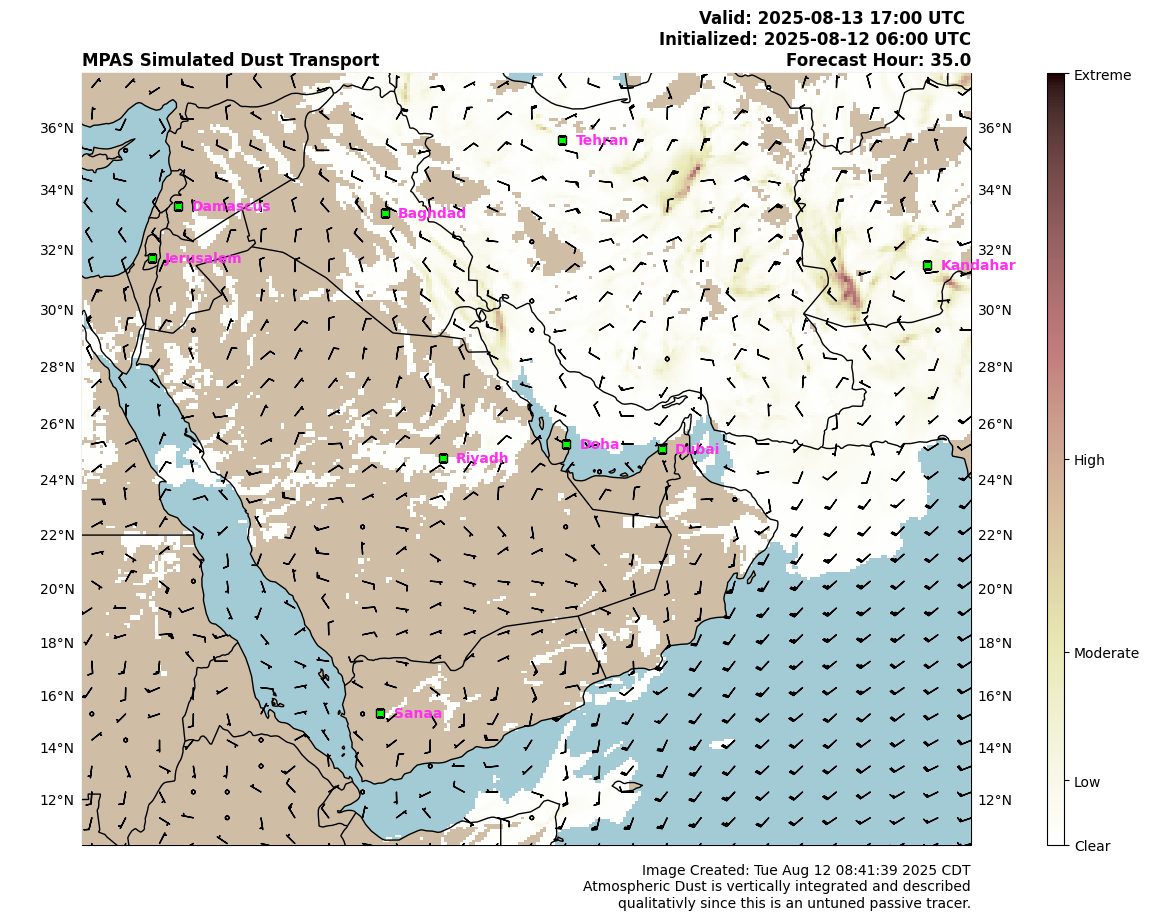 Valid: 2025-08-13 17:00 UTC
Initialized: 2025-08-12 06:00 UTC
MPAS Simulated Dust Transport
Forecast Hour: 35.0
Extreme
High
Moderate
Low
Clear
36°N
34°N
32°N
30°N
28°N
26°N
24°N
22°N
20°N
18°N
16°N
14°N
12°N
36°N
34°N
32°N
30°N
28°N
26°N
24°N
22°N
20°N
18°N
16°N
14°N
12°N
Tehran
Damascus
Baghdad
Jerusalem
Kandahar
Doha
Dubai
Riyadh
Sanaa
Image Created: Tue Aug 12 08:41:39 2025 CDT
Atmospheric Dust is vertically integrated and described
qualitativly since this is an untuned passive tracer.